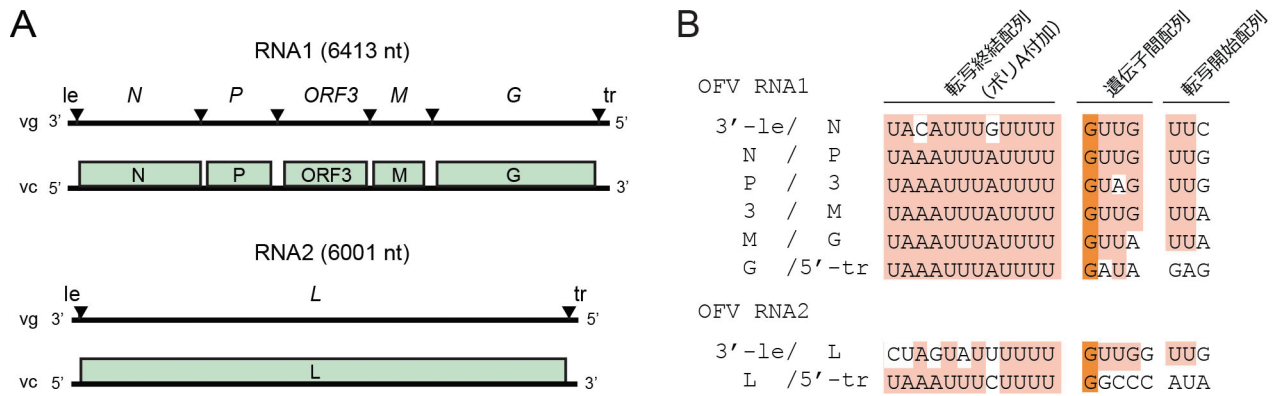 A
RNA1 (6413 nt)
le N P ORF3 M G tr
vg 3’ 5’
vc 5’ N P ORF3 M G 3’
RNA2 (6001 nt)
le L tr
vg 3’ 5’
vc 5’ L 3’
B
転写終結配列
(ポリA付加)
遺伝子間配列
転写開始配列
OFV RNA1
3’-le/ N UACAUUUGUUUU GUUG UUC
N / P UAAAUUUAUUUU GUUG UUG
P / 3 UAAAUUUAUUUU GUAG UUG
3 / M UAAAUUUAUUUU GUUG UUA
M / G UAAAUUUAUUUU GUUA UUA
G /5’-tr UAAAUUUAUUUU GAUA GAG
OFV RNA2
3’-le/ L CUAGUAUUUUUU GUUGG UUG
L /5’-tr UAAAUUUCUUUU GGCCC AUA